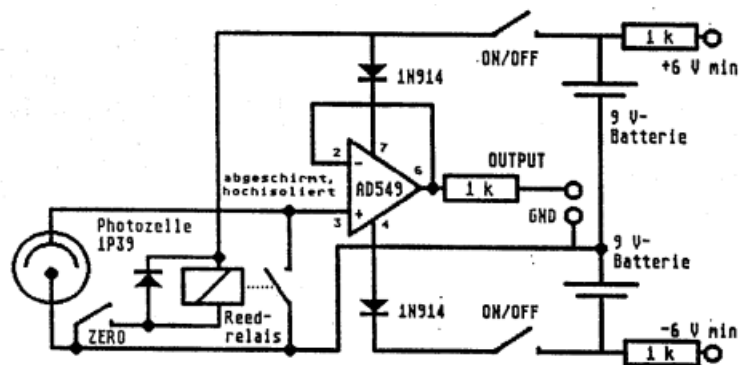 1 k
ON/OFF
+6 V min
1N914
9 V-
Batterie
2
7
-
6
abgeschirmt,
hochisoliert
AD549
OUTPUT
1 k
+
3
4
GND
Photozelle
1P39
9 V-
Batterie
1N914
ON/OFF
Reed-
relais
ZERO
-6 V min
1 k